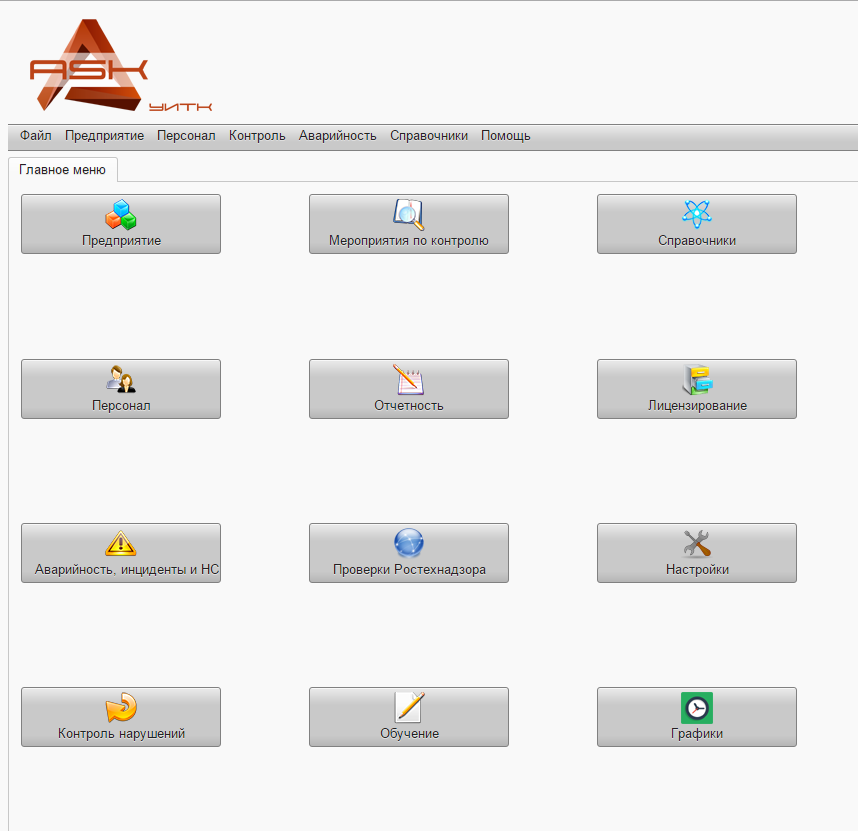 ASK
УИТК
Файл Предприятие Персонал Контроль Аварийность Справочники Помощь
Главное меню
Предприятие Мероприятия по контролю Справочники
Персонал Отчетность Лицензирование
Аварийность, инциденты и НС Проверки Ростехнадзора Настройки
Контроль нарушений Обучение Графики